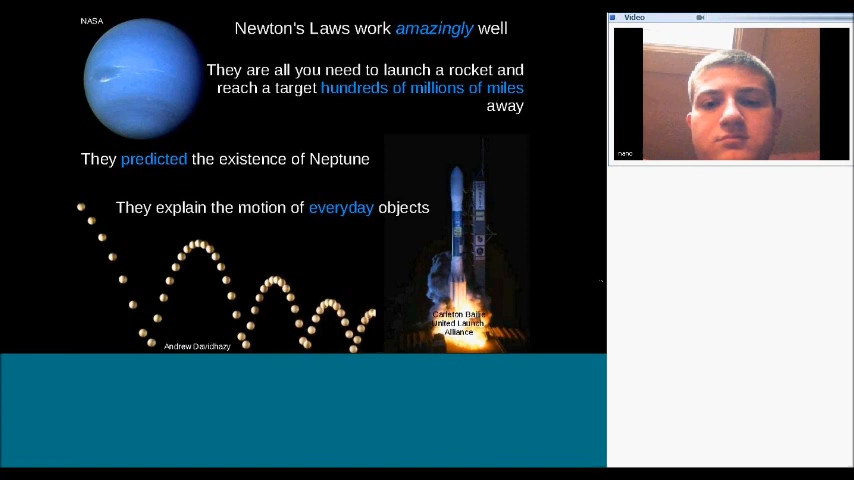 NASA
Newton's Laws work amazingly well
They are all you need to launch a rocket and
reach a target hundreds of millions of miles
away
They predicted the existence of Neptune
They explain the motion of everyday objects
Andrew Davidhazy
United Launch
Alliance
Video
nano